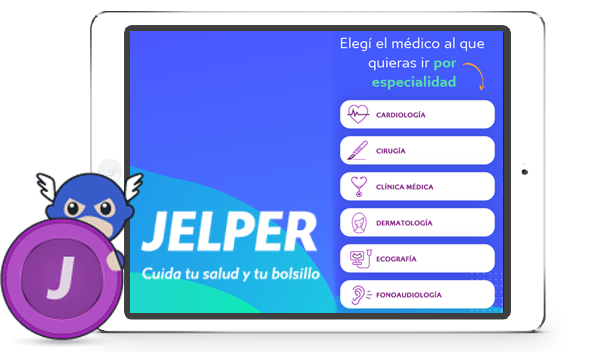 Elegí el médico al que
quieras ir por
especialidad
CARDIOLOGÍA
CIRUGÍA
CLÍNICA MÉDICA
DERMATOLOGÍA
ECOGRAFÍA
FONOAUDIOLOGÍA
JELPER
Cuida tu salud y tu bolsillo
J